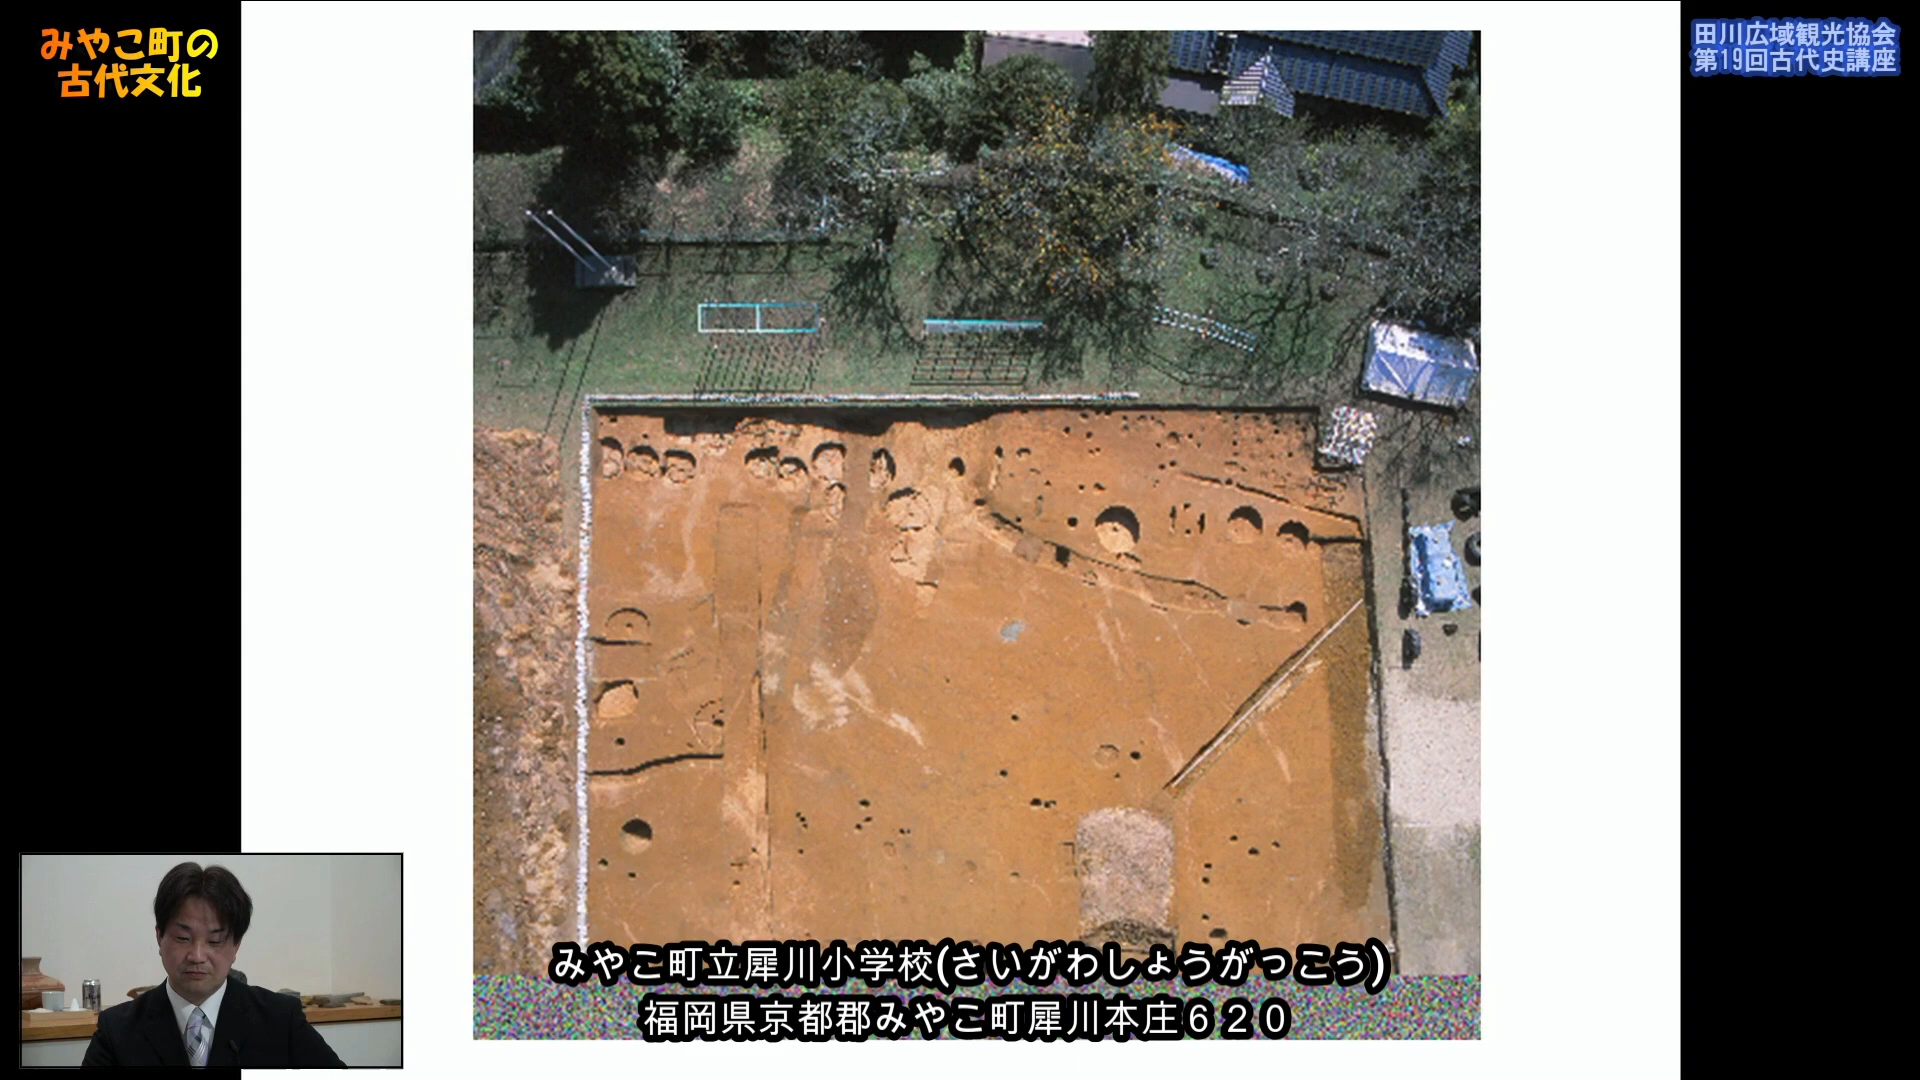 みやこ町の
古代文化
田川広域観光協会
第19回古代史講座
みやこ町立犀川小学校(さいがわしょうがっこう)
福岡県京都郡みやこ町犀川本庄６２０